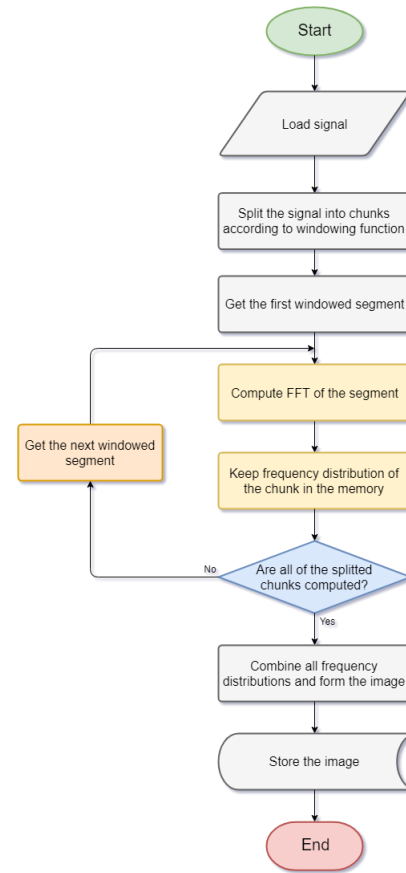 Start
Load signal
Split the signal into chunks
according to windowing function
Get the first windowed segment
Compute FFT of the segment
Get the next windowed
segment
Keep frequency distribution of
the chunk in the memory
No
Are all of the splitted
chunks computed?
Yes
Combine all frequency
distributions and form the image
Store the image
End